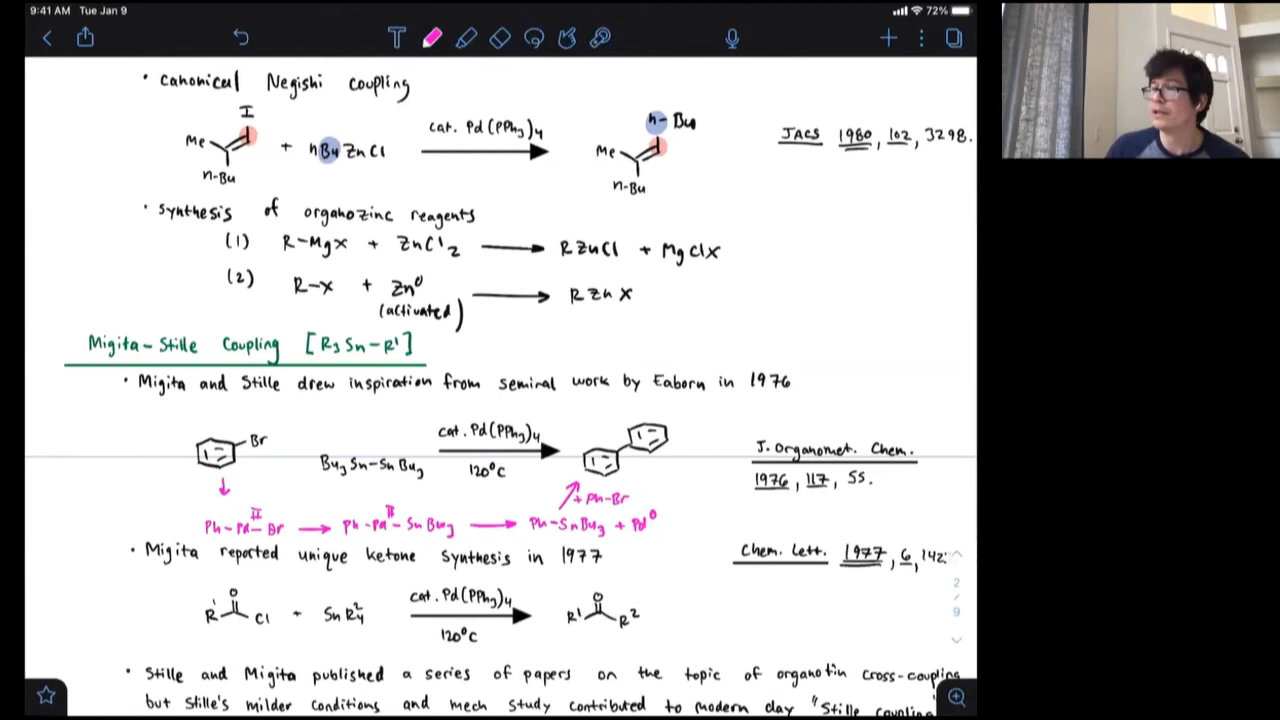 9:41 AM Tue Jan 9
72%
• canonical Negishi coupling
I
Me
n-Bu
+ nBuZnCl
cat. Pd(PPh3)4
n-Bu
Me
n-Bu
JACS 1980, 102, 3298.
• synthesis of organozinc reagents
(1) R-MgX + ZnCl2 RZnCl + MgClX
(2) R-X + Zn0 RZnX
(activated)
Migita-Stille Coupling [R3Sn-R']
• Migita and Stille drew inspiration from seminal work by Eaborn in 1976
Br
Bu3Sn-SnBu3
cat. Pd(PPh3)4
120°C
J. Organomet. Chem.
1976, 117, 55.
+ Ph-Br
Ph-PdII-Br Ph-PdII-SnBu3 Ph-SnBu3 + Pd0
• Migita reported unique ketone synthesis in 1977
Chem. Lett. 1977, 6, 142
2
/
9
O
R1 Cl + SnR24
cat. Pd(PPh3)4
120°C
O
R1 R2
• Stille and Migita published a series of papers on the topic of organotin cross-coupling
but Stille's milder conditions and mech study contributed to modern day "Stille coupling